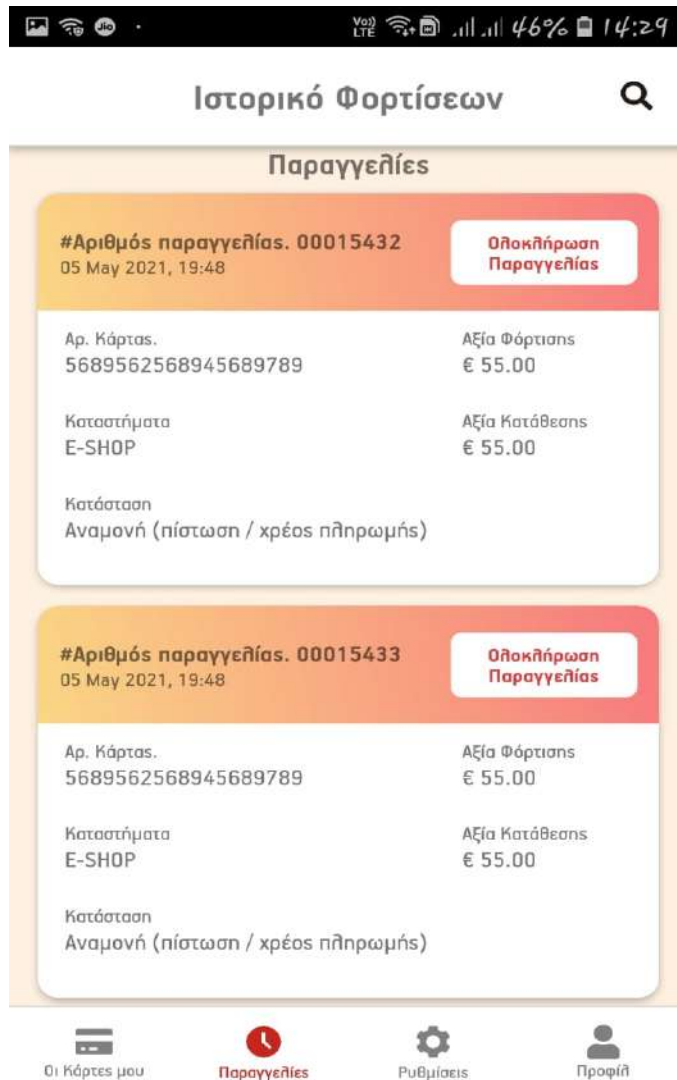 Jio
Vo)) LTE 46% 14:29
Ιστορικό Φορτίσεων
Παραγγελίες
#Αριθμός παραγγελίας. 00015432
05 May 2021, 19:48
Ολοκλήρωση
Παραγγελίας
Αρ. Κάρτας.
5689562568945689789
Αξία Φόρτισης
€ 55.00
Καταστήματα
E-SHOP
Αξία Κατάθεσης
€ 55.00
Κατάσταση
Αναμονή (πίστωση / χρέος πληρωμής)
#Αριθμός παραγγελίας. 00015433
05 May 2021, 19:48
Ολοκλήρωση
Παραγγελίας
Αρ. Κάρτας.
5689562568945689789
Αξία Φόρτισης
€ 55.00
Καταστήματα
E-SHOP
Αξία Κατάθεσης
€ 55.00
Κατάσταση
Αναμονή (πίστωση / χρέος πληρωμής)
Οι Κάρτες μου
Παραγγελίες
Ρυθμίσεις
Προφίλ